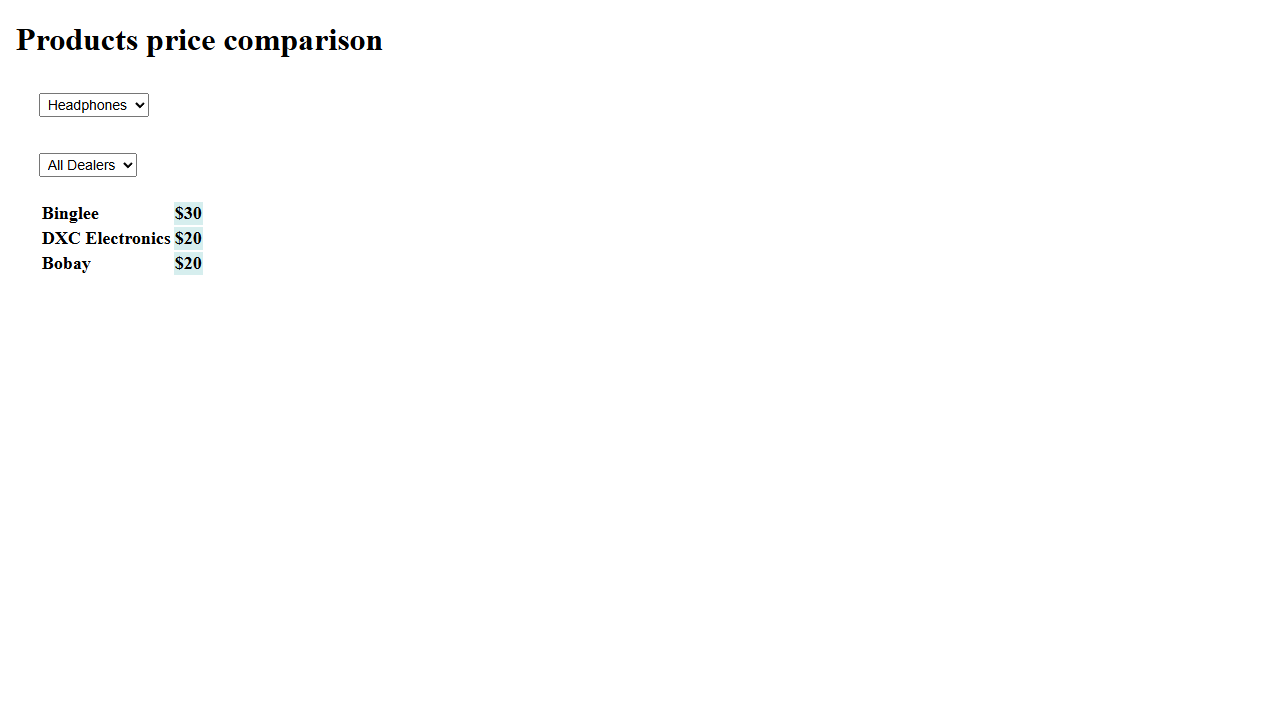 Products price comparison
Headphones
All Dealers
Binglee $30
DXC Electronics $20
Bobay $20